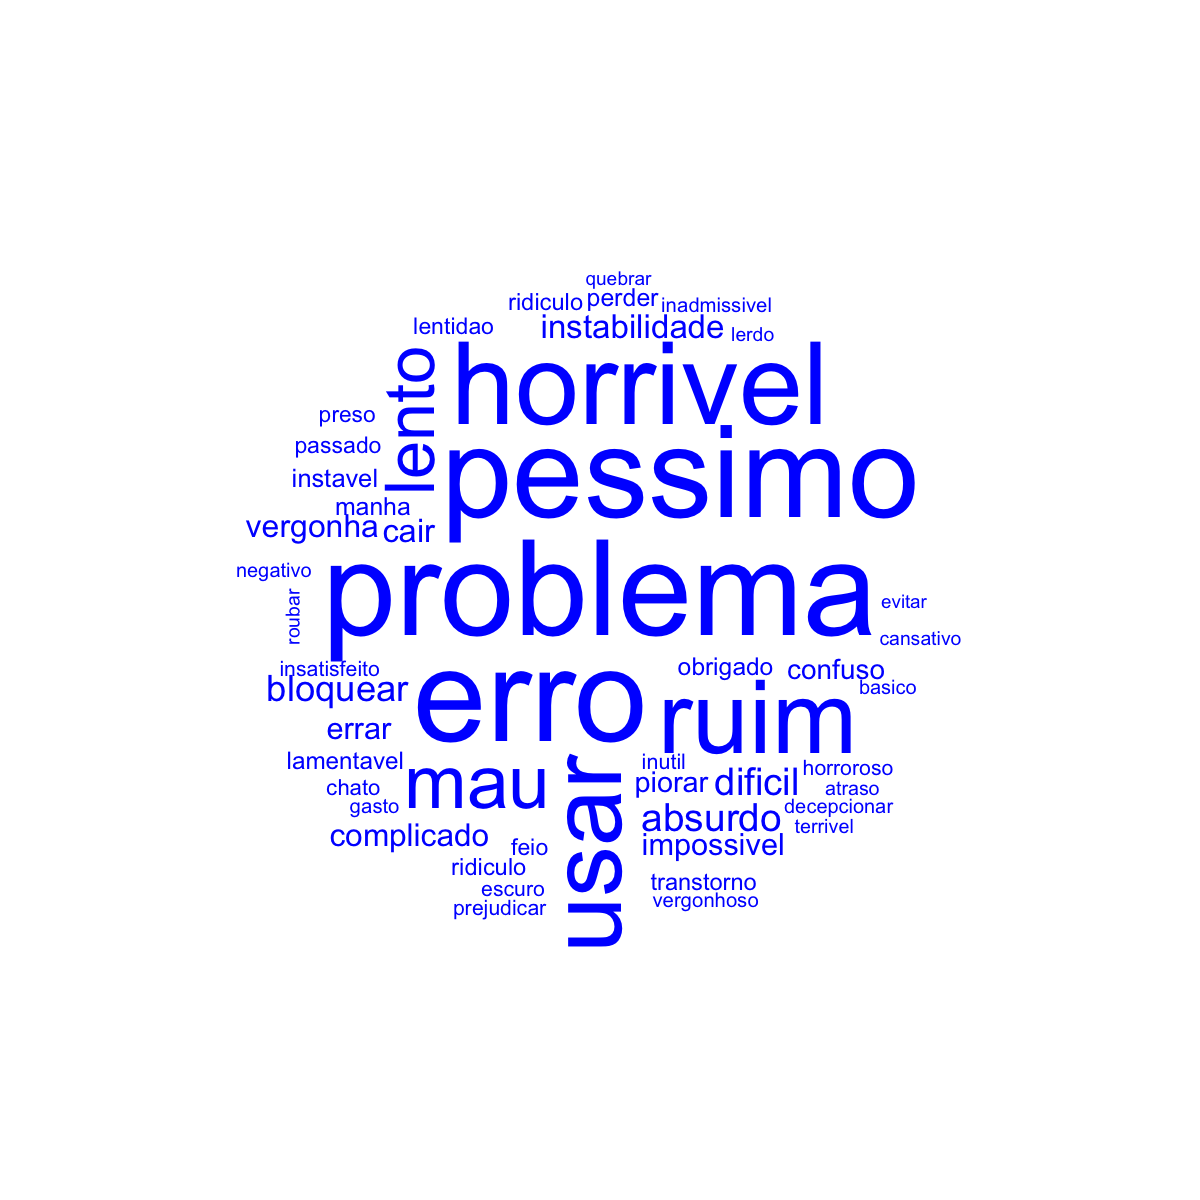 quebrar
ridiculo perder inadmissivel
lentidao instabilidade lerdo
horrivel
lento
preso
passado
pessimo
instavel
manha
vergonha cair
problema
negativo
roubar
evitar
cansativo
insatisfeito
obrigado confuso
bloquear
basico
erro
ruim
errar
lamentavel
mau
usar
inutil
horroroso
chato
piorar dificil
atraso
gasto
decepcionar
absurdo
terrivel
complicado
feio
impossivel
ridiculo
escuro
transtorno
prejudicar
vergonhoso